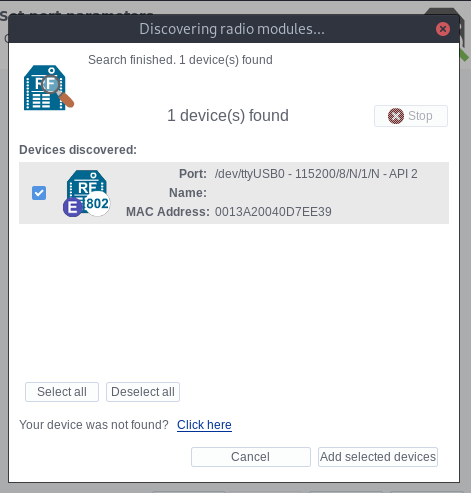 Set port parameters
Discovering radio modules...
Search finished. 1 device(s) found
RF
1 device(s) found
Stop
Devices discovered:
RF
E
802
Port: /dev/ttyUSB0 - 115200/8/N/1/N - API 2
Name:
MAC Address: 0013A20040D7EE39
Select all
Deselect all
Your device was not found? Click here
Cancel
Add selected devices